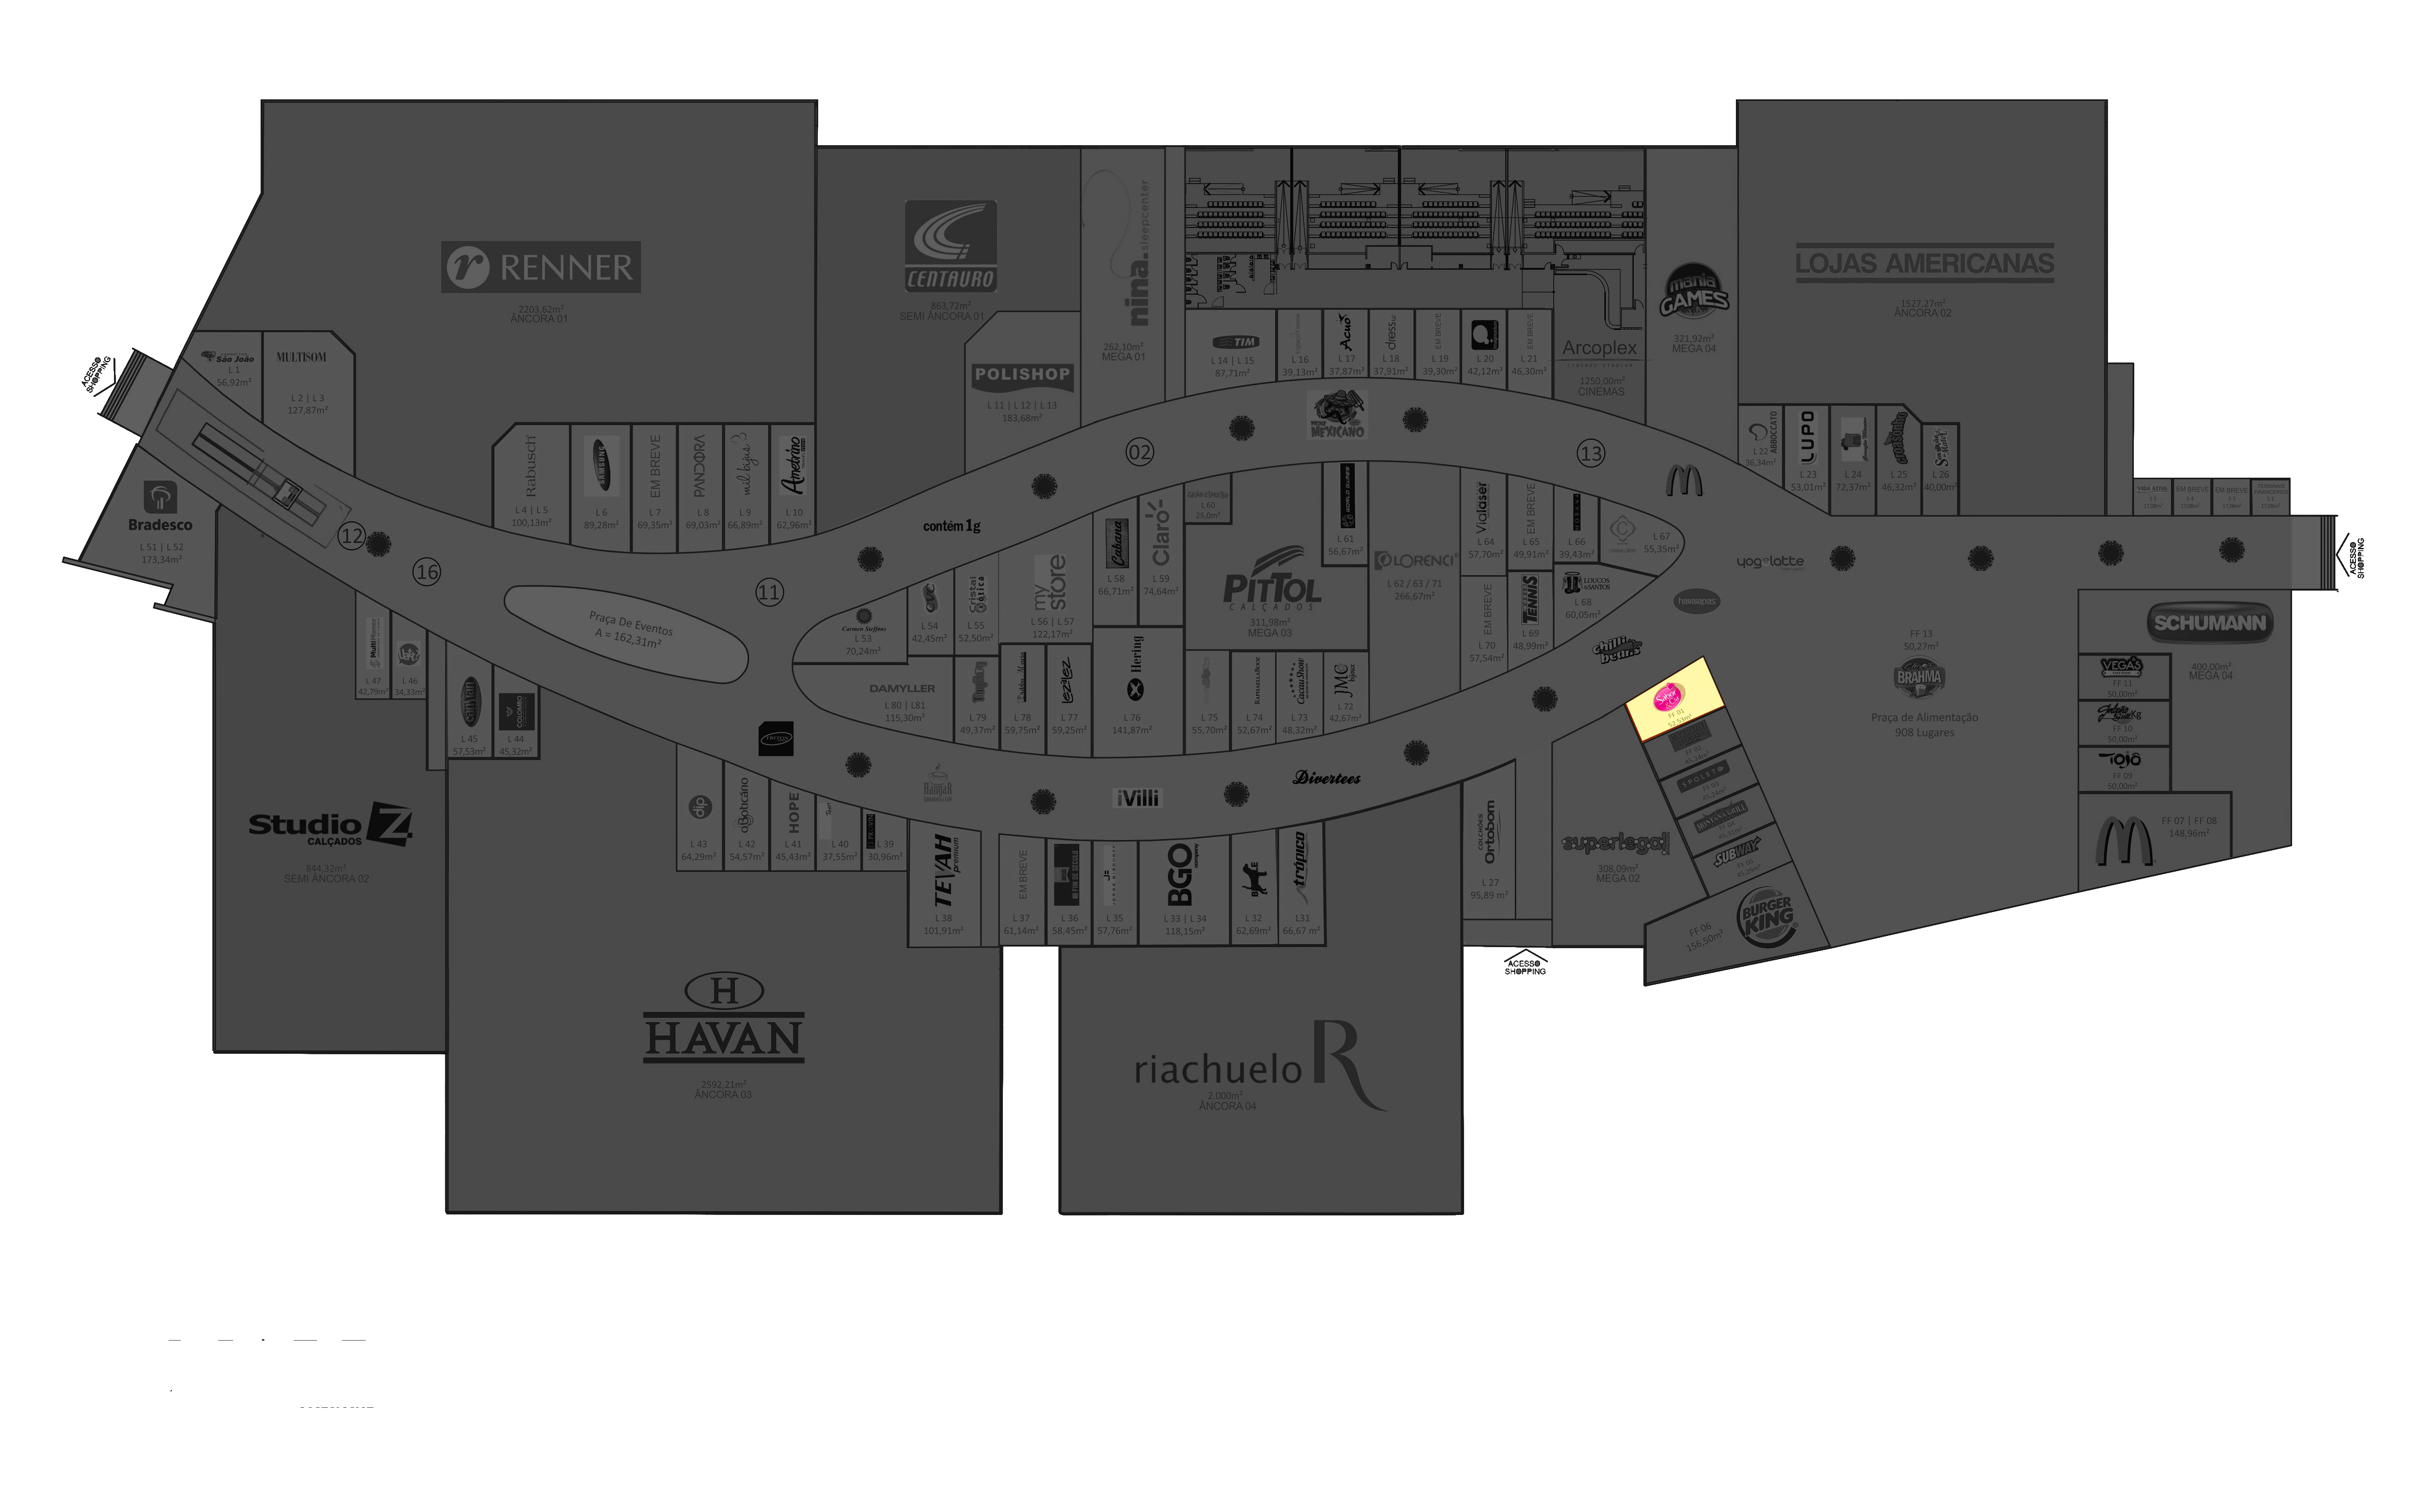 RENNER
2203,62m²
ÂNCORA 01
CENTAURO
863,72m²
SEMI ÂNCORA 01
nina.sleepcenter
262,10m²
MEGA 01
POLISHOP
L 11 | L 12 | L 13
183,68m²
mania
GAMES
321,92m²
MEGA 04
LOJAS AMERICANAS
1527,27m²
ÂNCORA 02
Arcoplex
1250,00m²
CINEMAS
TIM
L 14 | L 15
87,71m²
L 16
39,13m²
Acuo
L 17
37,87m²
dress
L 18
37,91m²
EM BREVE
L 19
39,30m²
L 20
42,12m²
EM BREVE
L 21
46,30m²
ACESSO
SHOPPING
São João
L 1
56,92m²
MULTISOM
L 2 | L 3
127,87m²
Rabusch
L 4 | L 5
100,13m²
SAMSUNG
L 6
89,28m²
EM BREVE
L 7
69,35m²
PANDORA
L 8
69,03m²
mil bijus
L 9
66,89m²
Ametrino
L 10
62,96m²
MEXICANO
02
13
ABBOCCATO
L 22
36,34m²
LUPO
L 23
53,01m²
L 24
72,37m²
Croasonho
L 25
46,32m²
L 26
40,00m²
EM BREVE
EM BREVE
ACESSO
SHOPPING
Bradesco
L 51 | L 52
173,34m²
12
16
11
Praça De Eventos
A = 162,31m²
contém 1g
Carmen Steffens
L 53
70,24m²
L 54
42,45m²
Cristal
ótica
L 55
52,50m²
my
store
L 56 | L 57
122,17m²
Cabana
L 58
66,71m²
Claro
L 59
74,64m²
L 60
25,0m²
PITTOL
CALÇADOS
311,98m²
MEGA 03
L 61
56,67m²
LORENCI
L 62 / 63 / 71
266,67m²
Vialaser
L 64
57,70m²
EM BREVE
L 65
49,91m²
L 66
39,43m²
L 67
55,35m²
LOUCOS & SANTOS
L 68
60,05m²
TENNIS
L 69
48,99m²
EM BREVE
L 70
57,54m²
yogolatte
havaianas
chilli
beans
FF 13
50,27m²
BRAHMA
Praça de Alimentação
908 Lugares
SCHUMANN
400,00m²
MEGA 04
VEGAS
FF 11
50,00m²
FF 10
50,00m²
Tojô
FF 09
50,00m²
FF 07 | FF 08
148,96m²
MultiPlanner
L 47
42,79m²
L 46
34,33m²
L 45
57,53m²
COLOMBO
L 44
45,32m²
DAMYLLER
L 80 | L81
115,30m²
L 79
49,37m²
L 78
59,75m²
Lez a Lez
L 77
59,25m²
Hering
L 76
141,87m²
L 75
55,70m²
L 74
52,67m²
Cacau Show
L 73
48,32m²
JMC
bijoux
L 72
42,67m²
FF 01
52,53m²
FF 02
SPOLETO
FF 03
45,24m²
MONTANA GRILL
FF 04
SUBWAY
FF 05
BURGER
KING
FF 06
156,50m²
iVilli
Divertees
Studio Z
CALÇADOS
844,32m²
SEMI ÂNCORA 02
dip
L 43
64,29m²
oBoticário
L 42
54,57m²
HOPE
L 41
45,43m²
L 40
37,55m²
L 39
30,96m²
TEVAH
premium
L 38
101,91m²
EM BREVE
L 37
61,14m²
L 36
58,45m²
L 35
57,76m²
BGO
company
L 33 | L 34
118,15m²
L 32
62,69m²
trópico
L31
66,67 m²
COLCHÕES
Ortobom
L 27
95,89 m²
superlegal
308,09m²
MEGA 02
ACESSO
SHOPPING
H
HAVAN
2592,21m²
ÂNCORA 03
riachuelo R
2.000m²
ÂNCORA 04